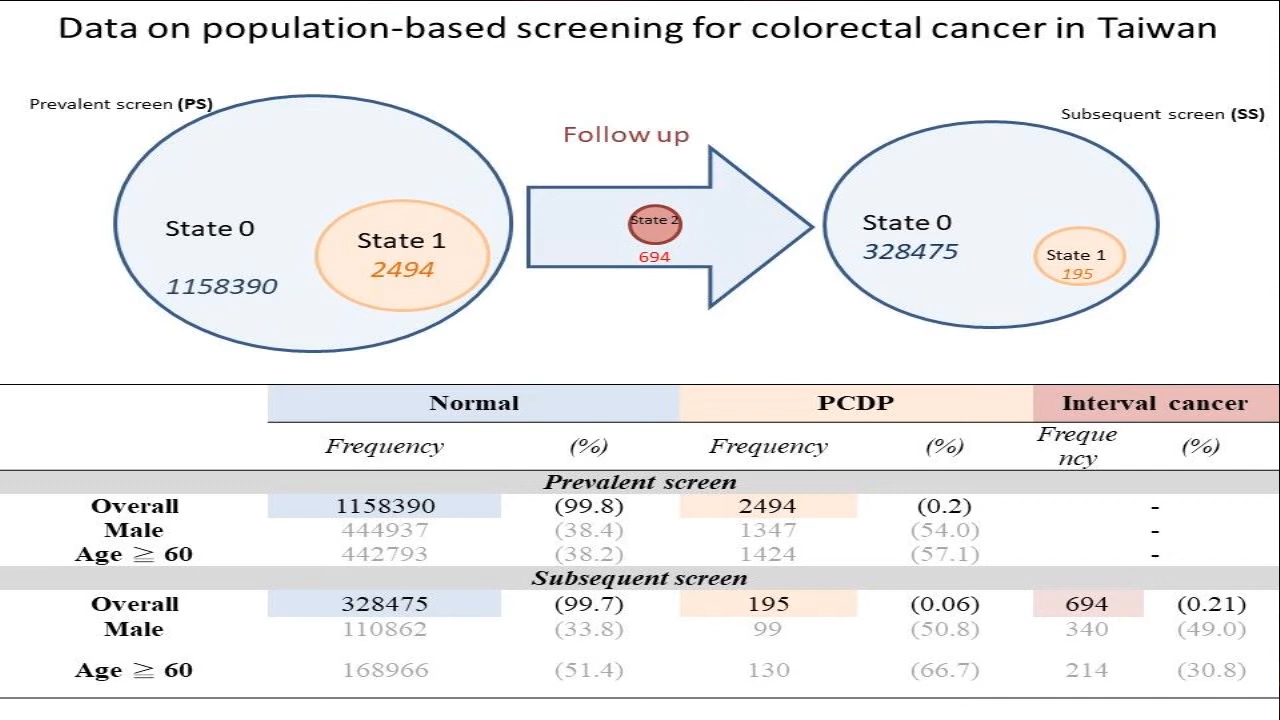 Data on population-based screening for colorectal cancer in Taiwan
Prevalent screen (PS)
Subsequent screen (SS)
Follow up
State 0
1158390
State 1
2494
State 2
694
State 0
328475
State 1
195
Normal PCDP Interval cancer
Frequency (%) Frequency (%) Freque
ncy (%)
Prevalent screen
Overall 1158390 (99.8) 2494 (0.2) -
Male 444937 (38.4) 1347 (54.0) -
Age ≧ 60 442793 (38.2) 1424 (57.1) -
Subsequent screen
Overall 328475 (99.7) 195 (0.06) 694 (0.21)
Male 110862 (33.8) 99 (50.8) 340 (49.0)
Age ≧ 60 168966 (51.4) 130 (66.7) 214 (30.8)